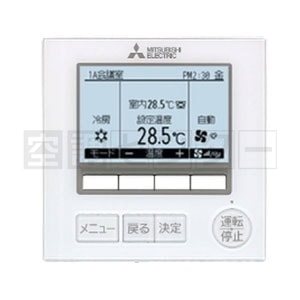 MITSUBISHI
ELECTRIC
1A会議室 PM2:30 金
室内28.5℃
冷房 設定温度 自動
28.5℃
モード － 温度 ＋
メニュー 戻る 決定 運転/停止